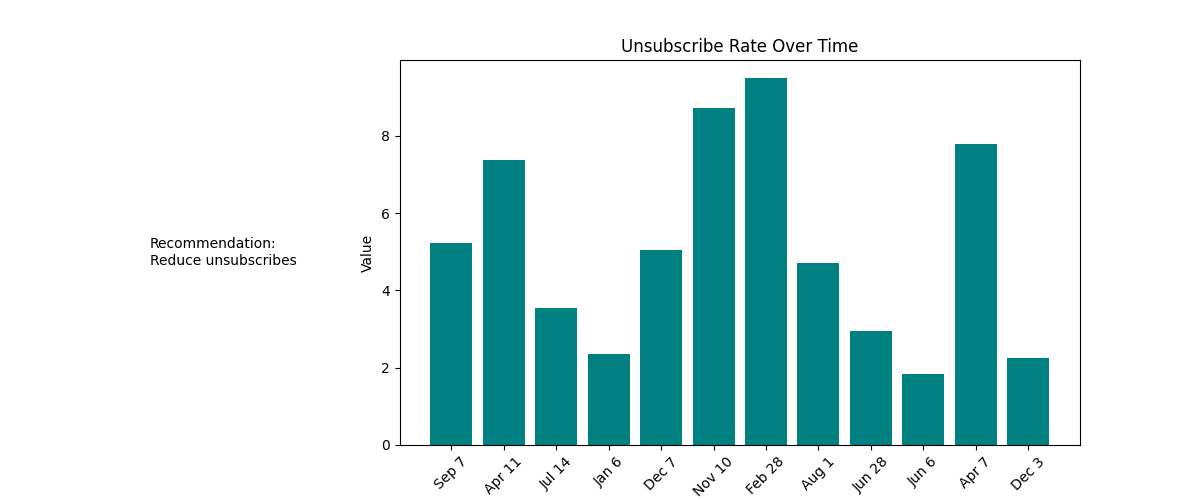 Unsubscribe Rate Over Time
Recommendation:
Reduce unsubscribes
Value
8
6
4
2
0
Sep 7
Apr 11
Jul 14
Jan 6
Dec 7
Nov 10
Feb 28
Aug 1
Jun 28
Jun 6
Apr 7
Dec 3